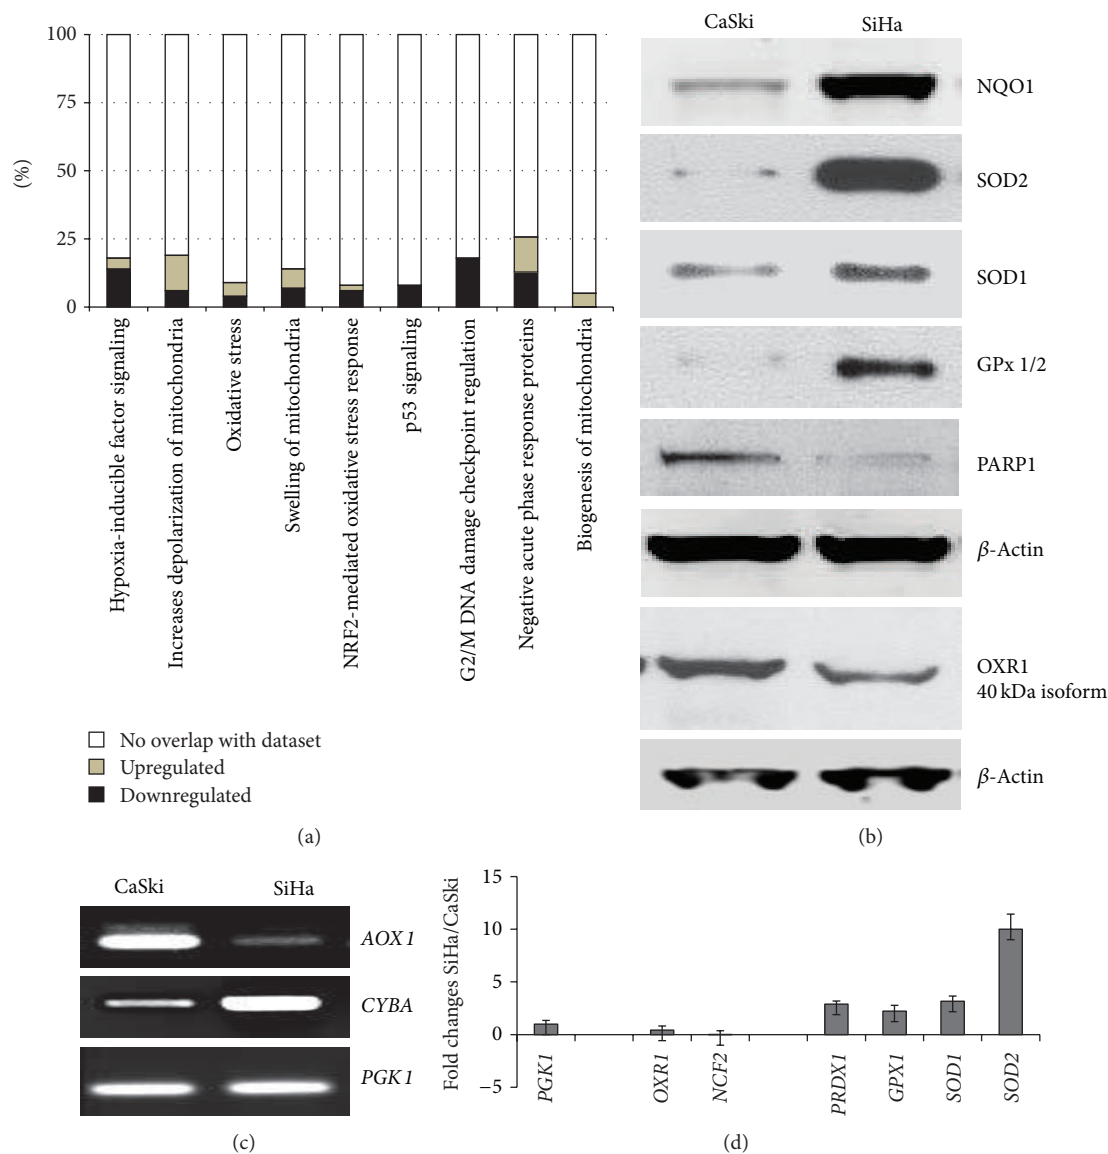 100
75
50
25
0
(%)
Hypoxia-inducible factor signaling
Increases depolarization of mitochondria
Oxidative stress
Swelling of mitochondria
NRF2-mediated oxidative stress response
p53 signaling
G2/M DNA damage checkpoint regulation
Negative acute phase response proteins
Biogenesis of mitochondria
No overlap with dataset
Upregulated
Downregulated
(a)
CaSki SiHa
NQO1
SOD2
SOD1
GPx 1/2
PARP1
β-Actin
OXR1
40 kDa isoform
β-Actin
(b)
CaSki SiHa
AOX1
CYBA
PGK1
(c)
Fold changes SiHa/CaSki
15
10
5
0
−5
PGK1
OXR1
NCF2
PRDX1
GPX1
SOD1
SOD2
(d)